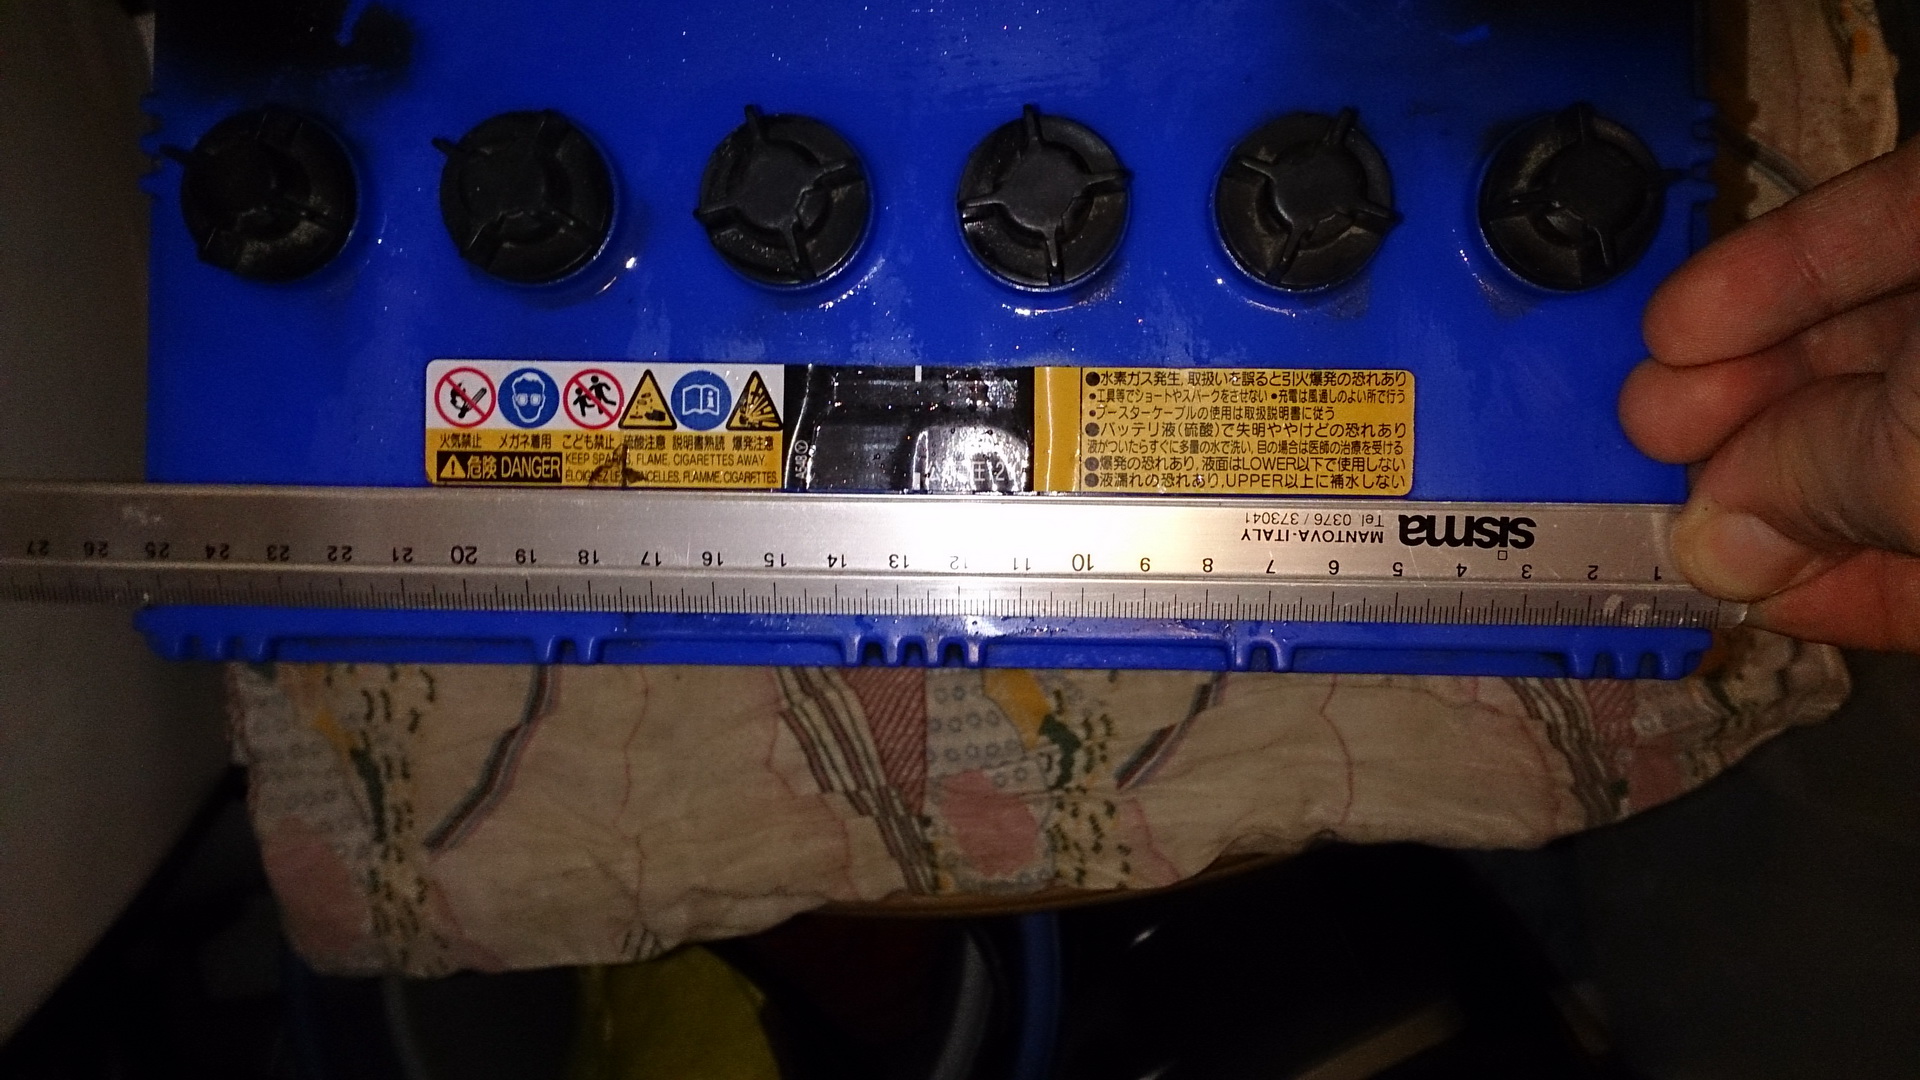 火気禁止 メガネ着用 こども禁止 硫酸注意 説明書熟読 爆発注意
危険 DANGER
KEEP SPARKS, FLAME, CIGARETTES AWAY.
ÉLOIGNEZ LES ÉTINCELLES, FLAMME, CIGARETTES.
●水素ガス発生, 取扱いを誤ると引火爆発の恐れあり
•工具等でショートやスパークをさせない •充電は風通しのよい所で行う
•ブースターケーブルの使用は取扱説明書に従う
●バッテリ液(硫酸)で失明ややけどの恐れあり
液がついたらすぐに多量の水で洗い, 目の場合は医師の治療を受ける
●爆発の恐れあり, 液面はLOWER以下で使用しない
●液漏れの恐れあり, UPPER以上に補水しない
sisma
MANTOVA-ITALY Tel. 0376 / 373041
1 2 3 4 5 6 7 8 9 10 11 12 13 14 15 16 17 18 19 20 21 22 23 24 25 26 27